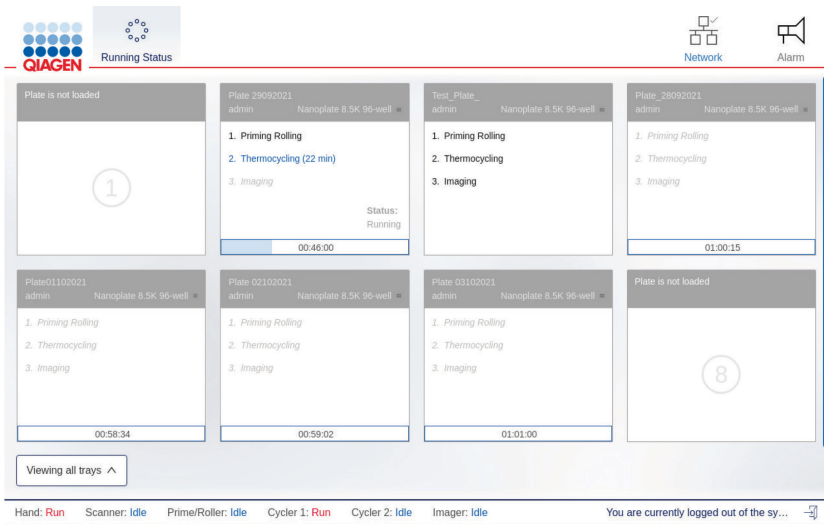 QIAGEN
Running Status
Network
Alarm
Plate is not loaded
1
Plate 29092021
admin Nanoplate 8.5K 96-well
1. Priming Rolling
2. Thermocycling (22 min)
3. Imaging
Status:
Running
00:46:00
Test_Plate_
admin Nanoplate 8.5K 96-well
1. Priming Rolling
2. Thermocycling
3. Imaging
Plate_28092021
admin Nanoplate 8.5K 96-well
1. Priming Rolling
2. Thermocycling
3. Imaging
01:00:15
Plate01102021
admin Nanoplate 8.5K 96-well
1. Priming Rolling
2. Thermocycling
3. Imaging
00:58:34
Plate 02102021
admin Nanoplate 8.5K 96-well
1. Priming Rolling
2. Thermocycling
3. Imaging
00:59:02
Plate 03102021
admin Nanoplate 8.5K 96-well
1. Priming Rolling
2. Thermocycling
3. Imaging
01:01:00
Plate is not loaded
8
Viewing all trays
Hand: Run Scanner: Idle Prime/Roller: Idle Cycler 1: Run Cycler 2: Idle Imager: Idle You are currently logged out of the sy...